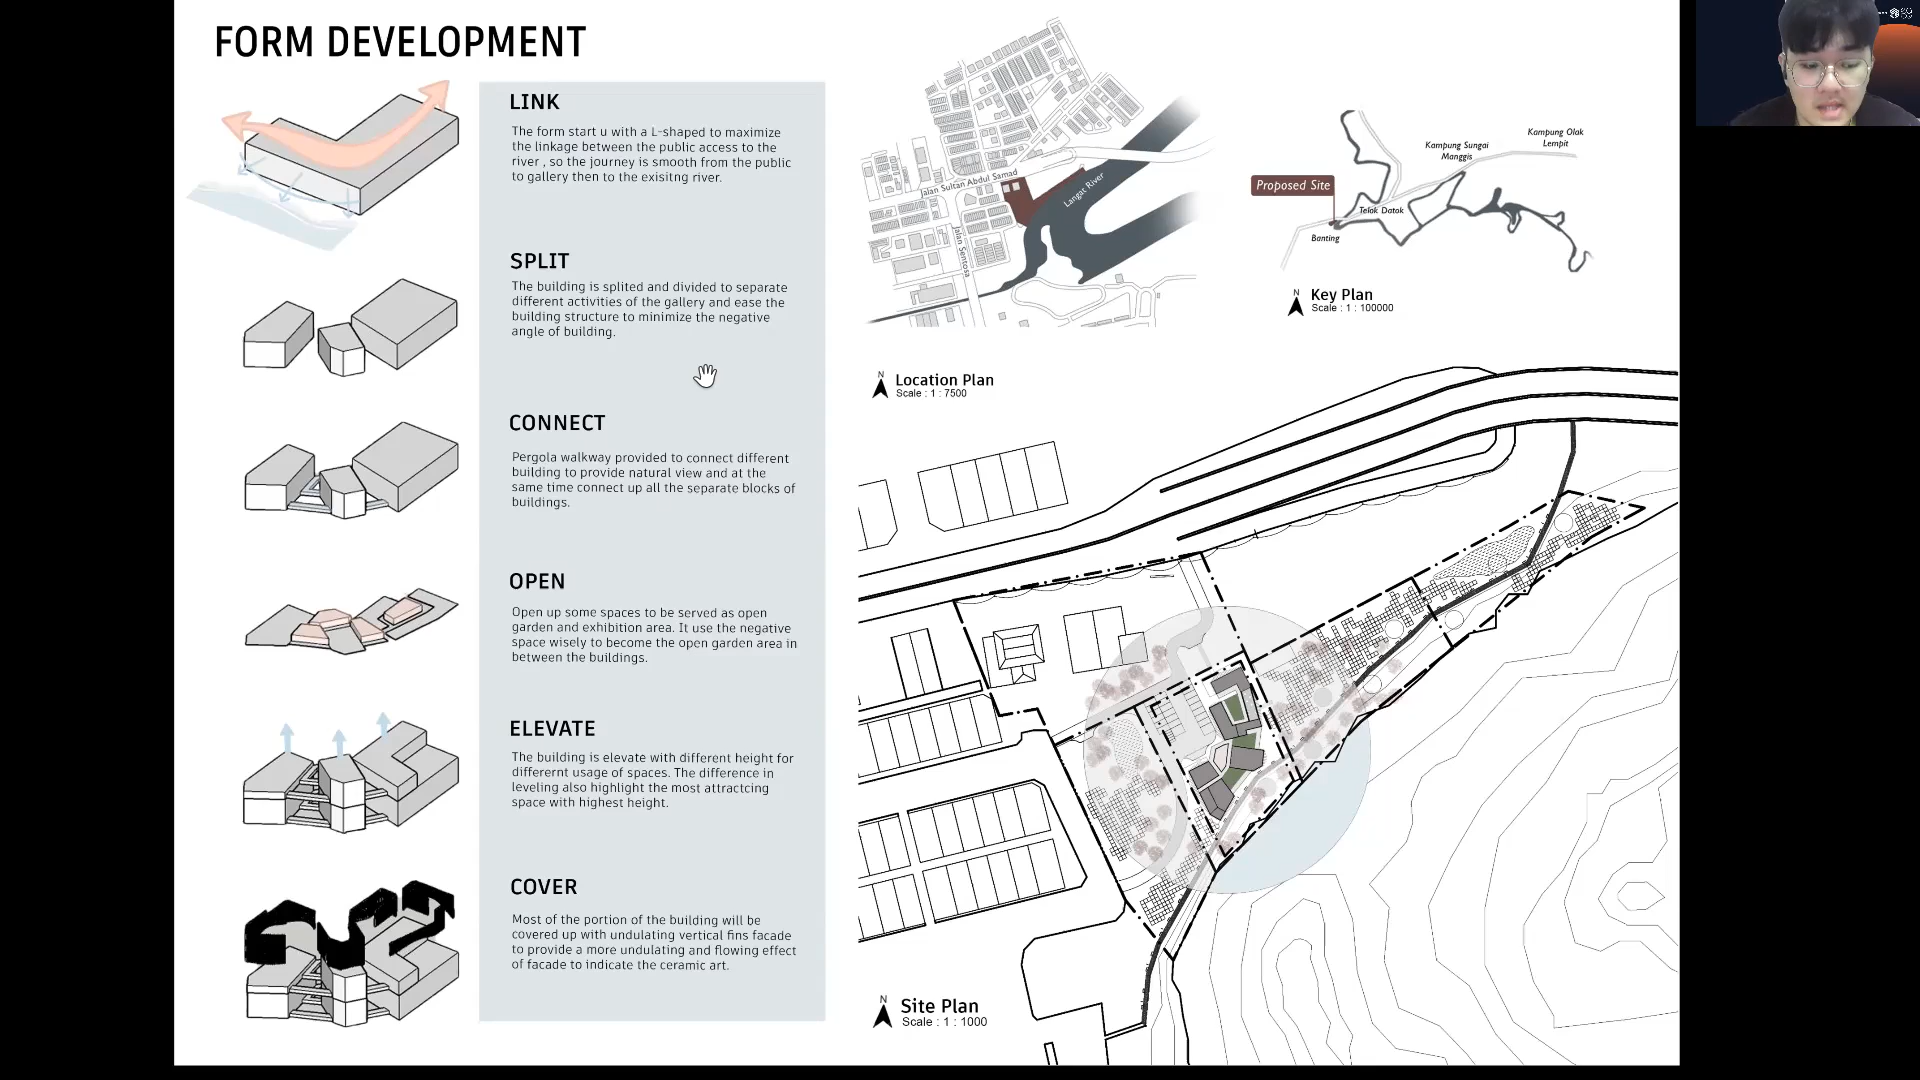 FORM DEVELOPMENT
LINK
The form start u with a L-shaped to maximize
the linkage between the public access to the
river , so the journey is smooth from the public
to gallery then to the exisitng river.
SPLIT
The building is splited and divided to separate
different activities of the gallery and ease the
building structure to minimize the negative
angle of building.
CONNECT
Pergola walkway provided to connect different
building to provide natural view and at the
same time connect up all the separate blocks of
buildings.
OPEN
Open up some spaces to be served as open
garden and exhibition area. It use the negative
space wisely to become the open garden area in
between the buildings.
ELEVATE
The building is elevate with different height for
differernt usage of spaces. The difference in
leveling also highlight the most attractcing
space with highest height.
COVER
Most of the portion of the building will be
covered up with undulating vertical fins facade
to provide a more undulating and flowing effect
of facade to indicate the ceramic art.
Jalan Sultan Abdul Samad
Langat River
Jalan Sentosa
N
Location Plan
Scale : 1 : 7500
Kampung Olak
Lempit
Kampung Sungai
Manggis
Proposed Site
Telok Datok
Banting
N
Key Plan
Scale : 1 : 100000
N
Site Plan
Scale : 1 : 1000